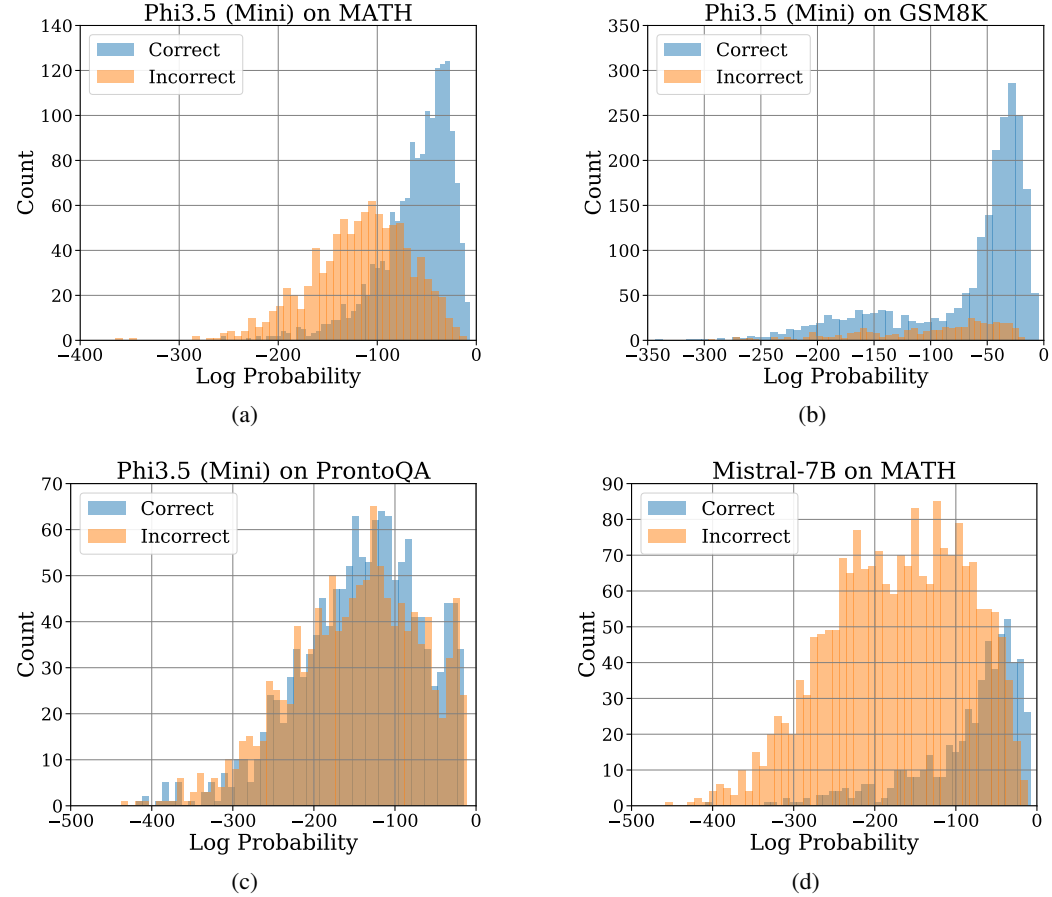 Phi3.5 (Mini) on MATH
140
120
100
80
60
40
20
0
Count
Correct
Incorrect
−400 −300 −200 −100 0
Log Probability
(a)
Phi3.5 (Mini) on GSM8K
350
300
250
200
150
100
50
0
Count
Correct
Incorrect
−350 −300 −250 −200 −150 −100 −50 0
Log Probability
(b)
Phi3.5 (Mini) on ProntoQA
70
60
50
40
30
20
10
0
Count
Correct
Incorrect
−500 −400 −300 −200 −100 0
Log Probability
(c)
Mistral-7B on MATH
90
80
70
60
50
40
30
20
10
0
Count
Correct
Incorrect
−500 −400 −300 −200 −100 0
Log Probability
(d)